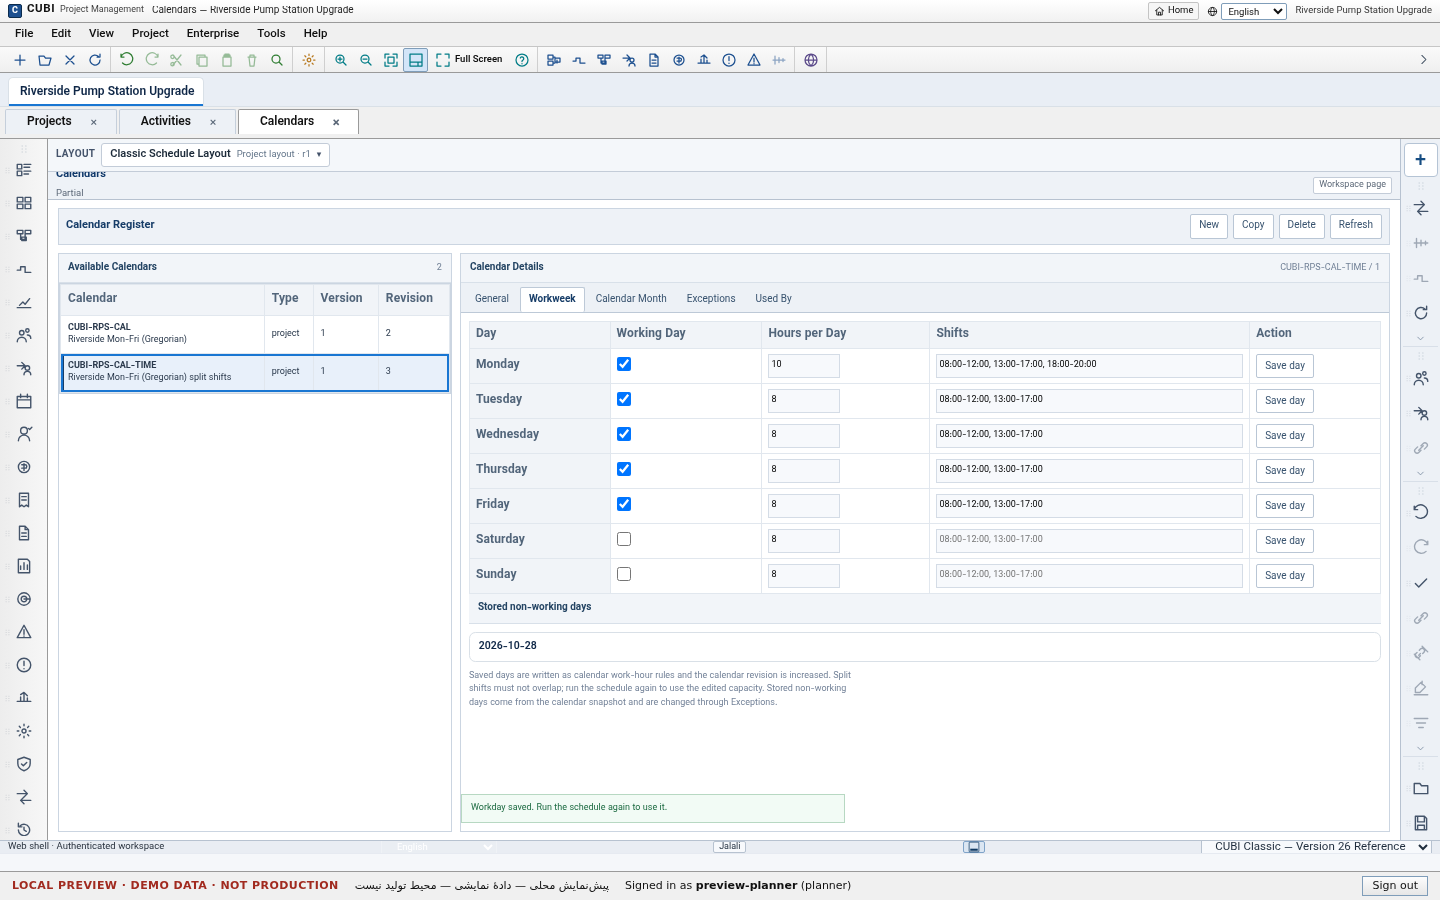 CUBI Project Management Calendars — Riverside Pump Station Upgrade
Home English Riverside Pump Station Upgrade
File Edit View Project Enterprise Tools Help
Full Screen
Riverside Pump Station Upgrade
Projects × Activities × Calendars ×
LAYOUT Classic Schedule Layout Project layout · r1
Calendars
Partial
Workspace page
Calendar Register
New Copy Delete Refresh
Available Calendars 2
Calendar Type Version Revision
CUBI-RPS-CAL
Riverside Mon-Fri (Gregorian)
project 1 2
CUBI-RPS-CAL-TIME
Riverside Mon-Fri (Gregorian) split shifts
project 1 3
Calendar Details CUBI-RPS-CAL-TIME / 1
General Workweek Calendar Month Exceptions Used By
Day Working Day Hours per Day Shifts Action
Monday 10 08:00-12:00, 13:00-17:00, 18:00-20:00 Save day
Tuesday 8 08:00-12:00, 13:00-17:00 Save day
Wednesday 8 08:00-12:00, 13:00-17:00 Save day
Thursday 8 08:00-12:00, 13:00-17:00 Save day
Friday 8 08:00-12:00, 13:00-17:00 Save day
Saturday 8 08:00-12:00, 13:00-17:00 Save day
Sunday 8 08:00-12:00, 13:00-17:00 Save day
Stored non-working days
2026-10-28
Saved days are written as calendar work-hour rules and the calendar revision is increased. Split
shifts must not overlap; run the schedule again to use the edited capacity. Stored non-working
days come from the calendar snapshot and are changed through Exceptions.
Workday saved. Run the schedule again to use it.
Web shell · Authenticated workspace English Jalali CUBI Classic — Version 26 Reference
LOCAL PREVIEW · DEMO DATA · NOT PRODUCTION پیش‌نمایش محلی — دادهٔ نمایشی — محیط تولید نیست Signed in as preview-planner (planner) Sign out